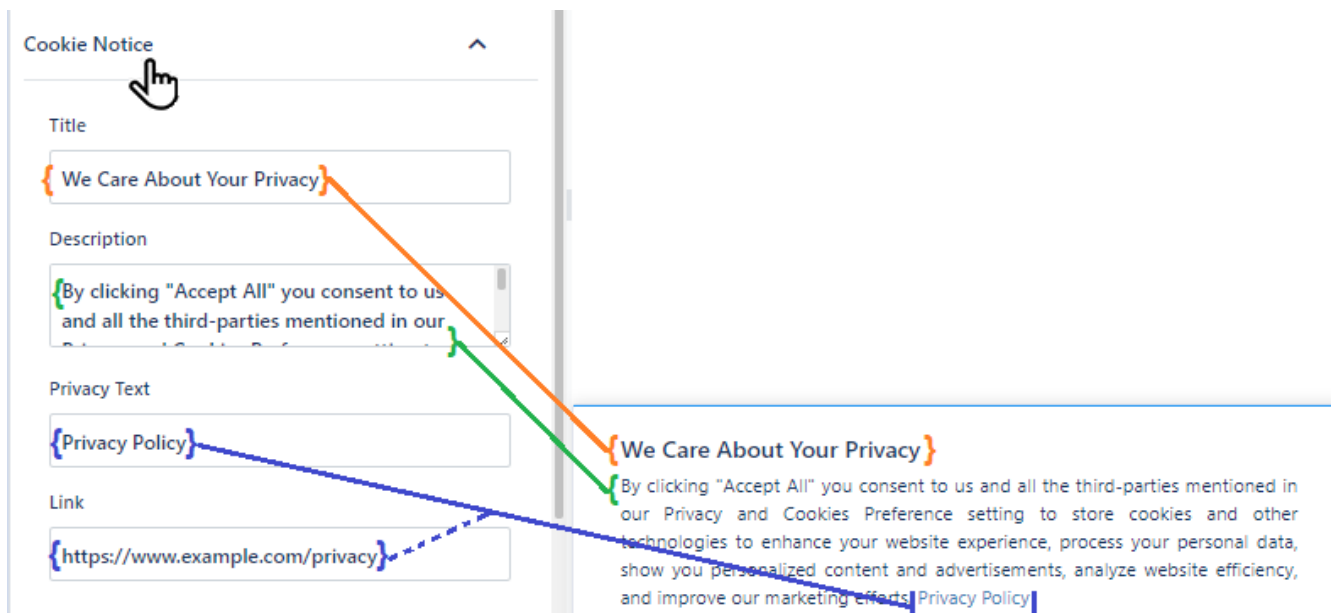 Cookie Notice
Title
We Care About Your Privacy
Description
By clicking "Accept All" you consent to us
and all the third-parties mentioned in our
Privacy Text
Privacy Policy
Link
https://www.example.com/privacy
We Care About Your Privacy
By clicking "Accept All" you consent to us and all the third-parties mentioned in
our Privacy and Cookies Preference setting to store cookies and other
technologies to enhance your website experience, process your personal data,
show you personalized content and advertisements, analyze website efficiency,
and improve our marketing efforts. Privacy Policy